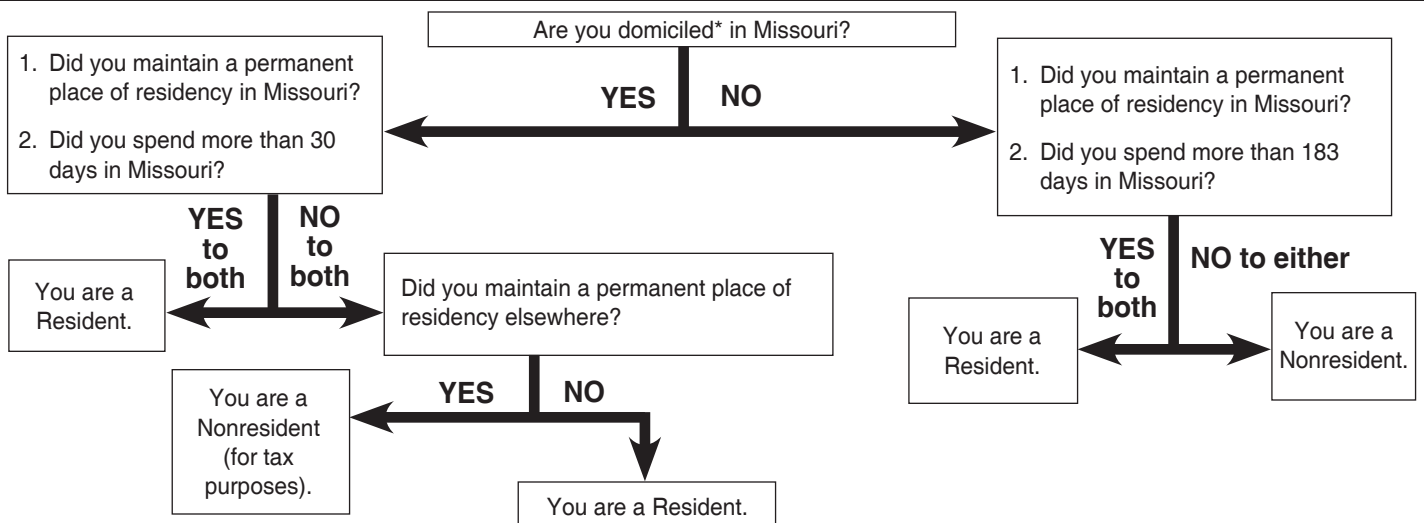 Are you domiciled* in Missouri?
YES
NO
1. Did you maintain a permanent
place of residency in Missouri?
2. Did you spend more than 30
days in Missouri?
YES
to
both
NO
to
both
You are a
Resident.
Did you maintain a permanent place of
residency elsewhere?
YES
NO
You are a
Nonresident
(for tax
purposes).
You are a Resident.
1. Did you maintain a permanent
place of residency in Missouri?
2. Did you spend more than 183
days in Missouri?
YES
to
both
NO to either
You are a
Resident.
You are a
Nonresident.